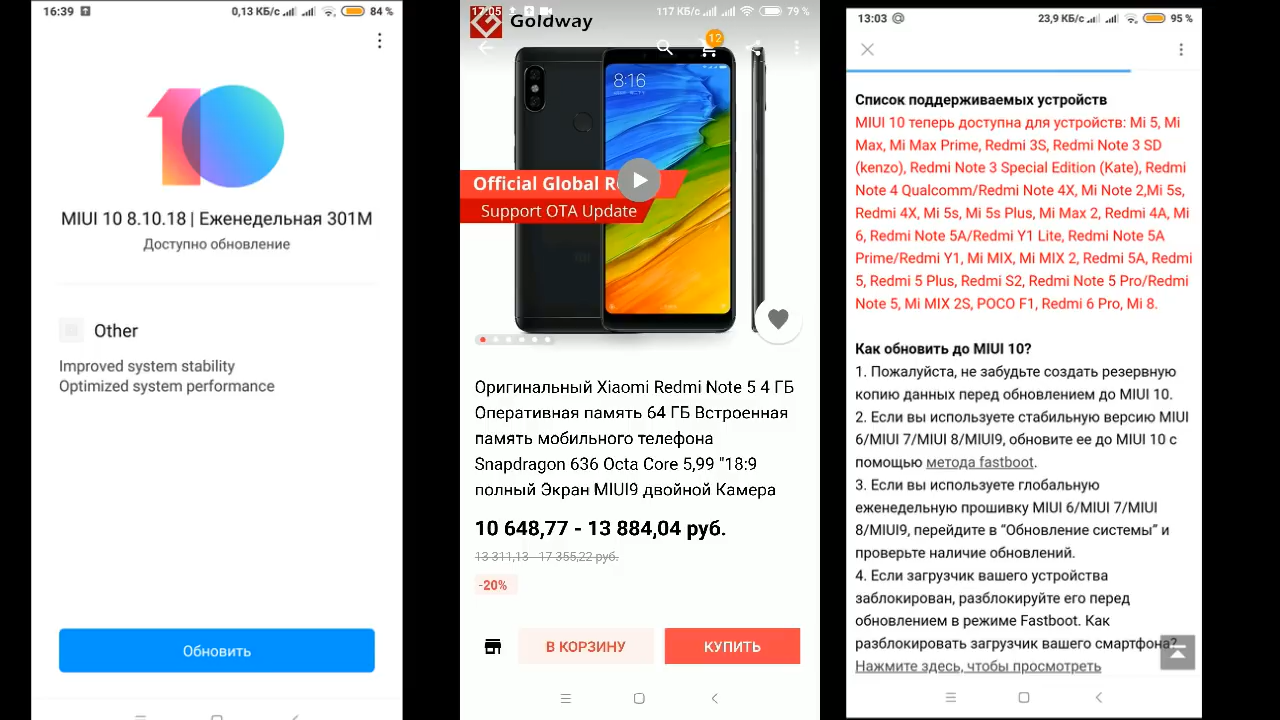 16:39
0,13 КБ/с
84 %
10
MIUI 10 8.10.18 | Еженедельная 301M
Доступно обновление
Other
Improved system stability
Optimized system performance
Обновить
17:05
117 КБ/с
79 %
Goldway
12
8:16
Official Global R
Support OTA Update
Оригинальный Xiaomi Redmi Note 5 4 ГБ
Оперативная память 64 ГБ Встроенная
память мобильного телефона
Snapdragon 636 Octa Core 5,99 "18:9
полный Экран MIUI9 двойной Камера
10 648,77 - 13 884,04 руб.
13 311,13 - 17 355,22 руб.
-20%
В КОРЗИНУ
КУПИТЬ
13:03
23,9 КБ/с
95 %
Список поддерживаемых устройств
MIUI 10 теперь доступна для устройств: Mi 5, Mi
Max, Mi Max Prime, Redmi 3S, Redmi Note 3 SD
(kenzo), Redmi Note 3 Special Edition (Kate), Redmi
Note 4 Qualcomm/Redmi Note 4X, Mi Note 2,Mi 5s,
Redmi 4X, Mi 5s, Mi 5s Plus, Mi Max 2, Redmi 4A, Mi
6, Redmi Note 5A/Redmi Y1 Lite, Redmi Note 5A
Prime/Redmi Y1, Mi MIX, Mi MIX 2, Redmi 5A, Redmi
5, Redmi 5 Plus, Redmi S2, Redmi Note 5 Pro/Redmi
Note 5, Mi MIX 2S, POCO F1, Redmi 6 Pro, Mi 8.
Как обновить до MIUI 10?
1. Пожалуйста, не забудьте создать резервную
копию данных перед обновлением до MIUI 10.
2. Если вы используете стабильную версию MIUI
6/MIUI 7/MIUI 8/MIUI9, обновите ее до MIUI 10 с
помощью метода fastboot.
3. Если вы используете глобальную
еженедельную прошивку MIUI 6/MIUI 7/MIUI
8/MIUI9, перейдите в “Обновление системы” и
проверьте наличие обновлений.
4. Если загрузчик вашего устройства
заблокирован, разблокируйте его перед
обновлением в режиме Fastboot. Как
разблокировать загрузчик вашего смартфона?
Нажмите здесь, чтобы просмотреть